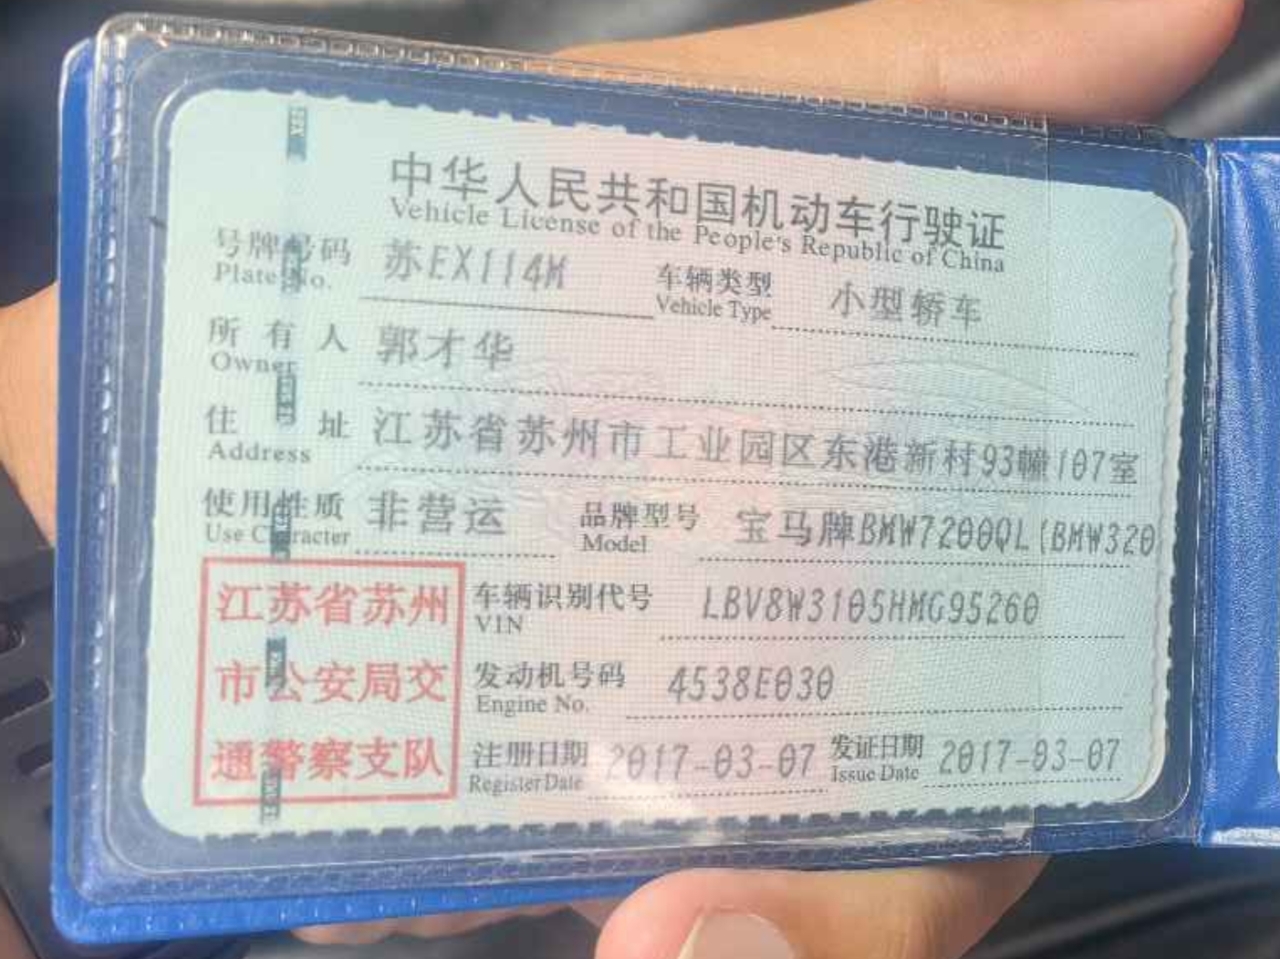 中华人民共和国机动车行驶证
Vehicle License of the People's Republic of China
号牌号码 苏EX114M 车辆类型 小型轿车
Plate No. Vehicle Type
所有人 郭才华
Owner
住址 江苏省苏州市工业园区东港新村93幢107室
Address
使用性质 非营运 品牌型号 宝马牌BMW7200QL(BMW320
Use Character Model
江苏省苏州
市公安局交
通警察支队
车辆识别代号 LBV8W3105HMG95260
VIN
发动机号码 4538E030
Engine No.
注册日期 2017-03-07 发证日期 2017-03-07
Register Date Issue Date